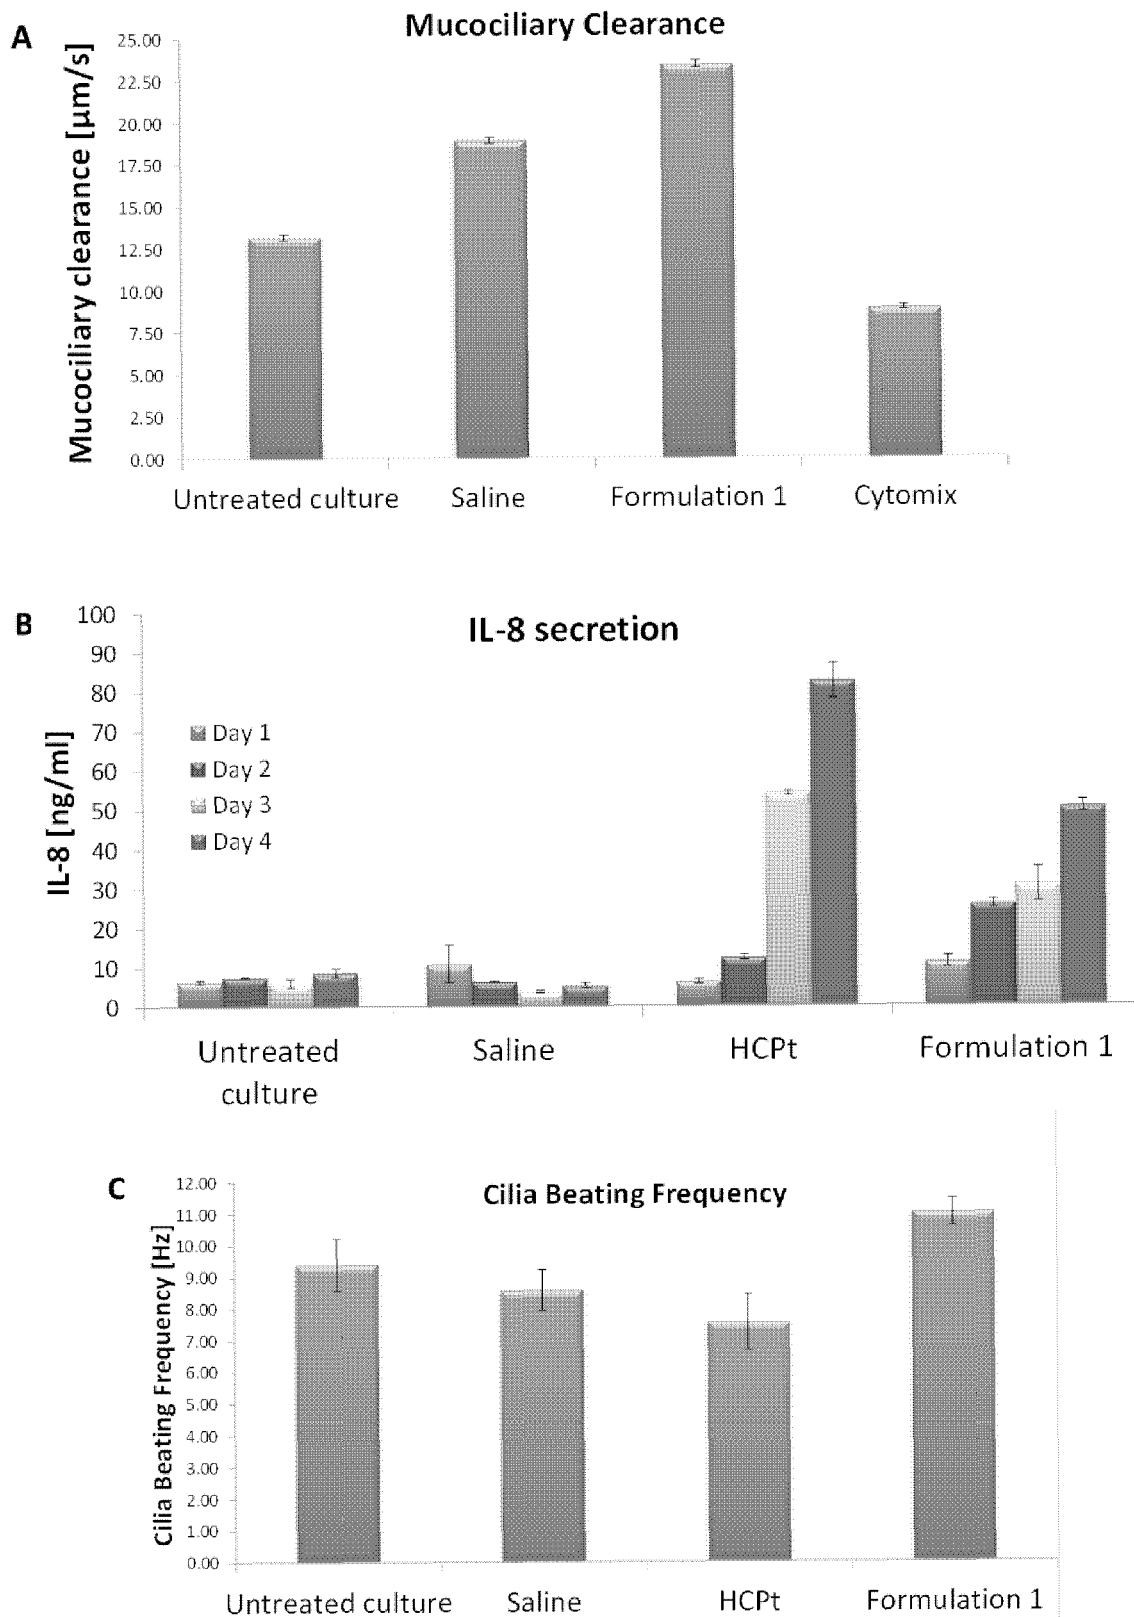 A
Mucociliary Clearance
Mucociliary clearance [µm/s]
25.00
22.50
20.00
17.50
15.00
12.50
10.00
7.50
5.00
2.50
0.00
Untreated culture
Saline
Formulation 1
Cytomix
B
IL-8 secretion
IL-8 [ng/ml]
100
90
80
70
60
50
40
30
20
10
0
Day 1
Day 2
Day 3
Day 4
Untreated
culture
Saline
HCPt
Formulation 1
C
Cilia Beating Frequency
Cilia Beating Frequency [Hz]
12.00
11.00
10.00
9.00
8.00
7.00
6.00
5.00
4.00
3.00
2.00
1.00
0.00
Untreated culture
Saline
HCPt
Formulation 1